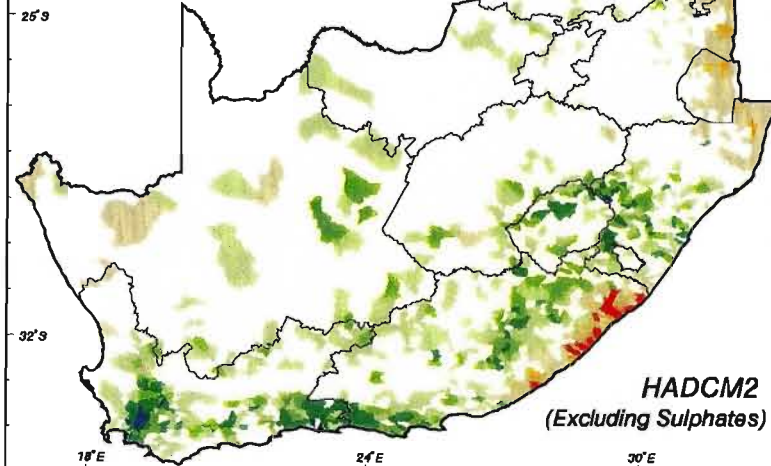 25°S
32°S
HADCM2
(Excluding Sulphates)
18°E
24°E
30°E